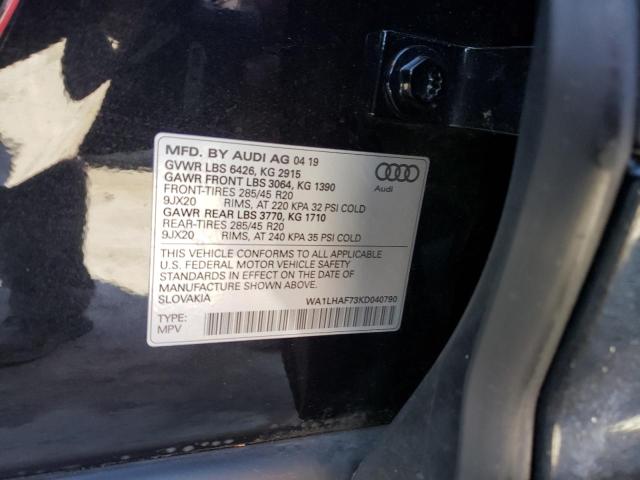 MFD. BY AUDI AG 04 19
GVWR LBS 6426, KG 2915
GAWR FRONT LBS 3064, KG 1390
FRONT-TIRES 285/45 R20
9JX20 RIMS, AT 220 KPA 32 PSI COLD
GAWR REAR LBS 3770, KG 1710
REAR-TIRES 285/45 R20
9JX20 RIMS, AT 240 KPA 35 PSI COLD
Audi
THIS VEHICLE CONFORMS TO ALL APPLICABLE
U.S. FEDERAL MOTOR VEHICLE SAFETY
STANDARDS IN EFFECT ON THE DATE OF
MANUFACTURE SHOWN ABOVE.
SLOVAKIA WA1LHAF73KD040790
TYPE:
MPV